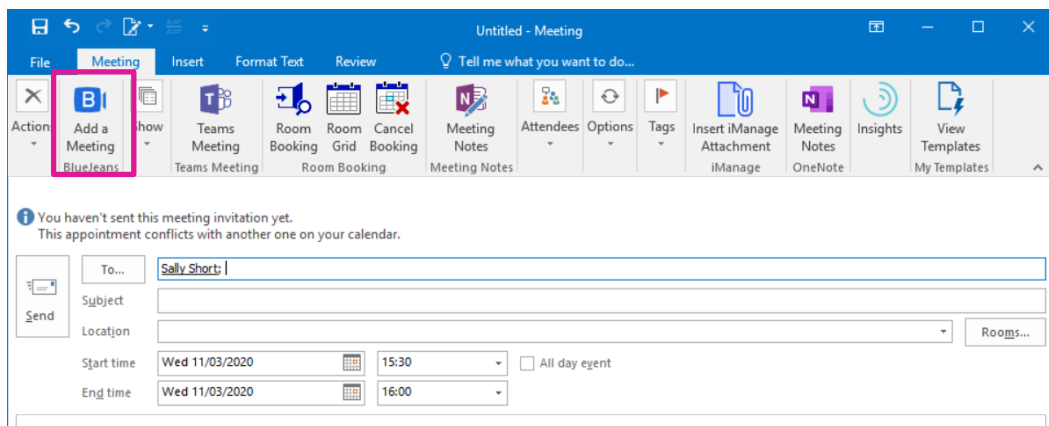 Untitled - Meeting
File Meeting Insert Format Text Review Tell me what you want to do...
Action Add a Meeting Show Teams Meeting Room Booking Room Grid Cancel Booking Meeting Notes Attendees Options Tags Insert iManage Attachment Meeting Notes Insights View Templates
BlueJeans Teams Meeting Room Booking Meeting Notes iManage OneNote My Templates
You haven't sent this meeting invitation yet.
This appointment conflicts with another one on your calendar.
To... Sally Short;
Subject
Send
Location Rooms...
Start time Wed 11/03/2020 15:30 All day event
End time Wed 11/03/2020 16:00